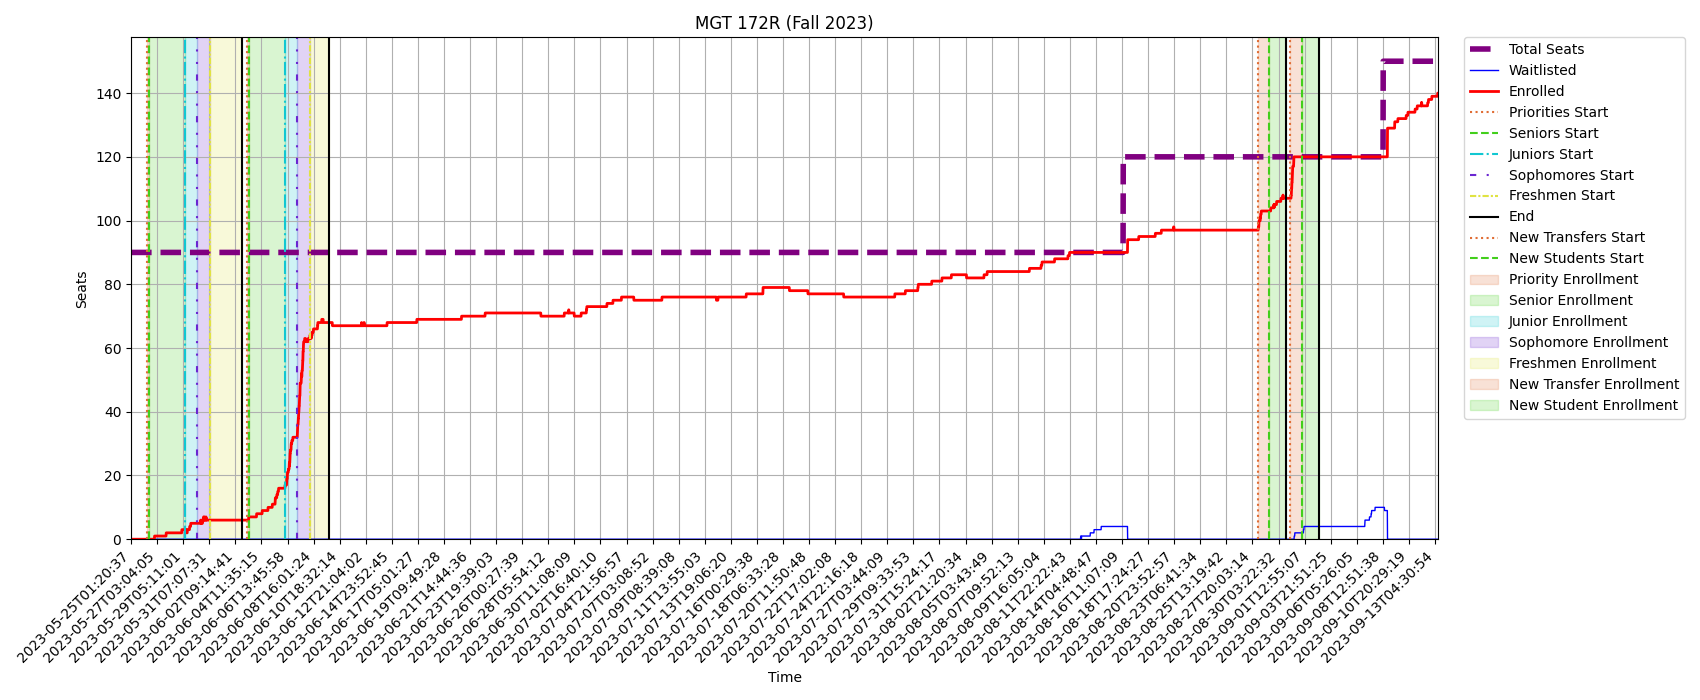 MGT 172R (Fall 2023)
Seats
140
120
100
80
60
40
20
0
2023-05-25T01:20:37
2023-05-27T03:04:05
2023-05-29T05:11:01
2023-05-31T07:07:31
2023-06-02T09:14:41
2023-06-04T11:35:15
2023-06-06T13:45:58
2023-06-08T16:01:24
2023-06-10T18:32:14
2023-06-12T21:04:02
2023-06-14T23:52:45
2023-06-17T05:01:27
2023-06-19T09:49:28
2023-06-21T14:44:36
2023-06-23T19:39:03
2023-06-26T00:27:39
2023-06-28T05:54:12
2023-06-30T11:08:09
2023-07-02T16:40:10
2023-07-04T21:56:57
2023-07-07T03:08:52
2023-07-09T08:39:08
2023-07-11T13:55:03
2023-07-13T19:06:20
2023-07-16T00:29:38
2023-07-18T06:33:28
2023-07-20T11:50:48
2023-07-22T17:02:08
2023-07-24T22:16:18
2023-07-27T03:44:09
2023-07-29T09:33:53
2023-07-31T15:24:17
2023-08-02T21:20:34
2023-08-05T03:43:49
2023-08-07T09:52:13
2023-08-09T16:05:04
2023-08-11T22:22:43
2023-08-14T04:48:47
2023-08-16T11:07:09
2023-08-18T17:24:27
2023-08-20T23:52:57
2023-08-23T06:41:34
2023-08-25T13:19:42
2023-08-27T20:03:14
2023-08-30T03:22:32
2023-09-01T12:55:07
2023-09-03T21:51:25
2023-09-06T05:26:05
2023-09-08T12:51:38
2023-09-10T20:29:19
2023-09-13T04:30:54
Time
Total Seats
Waitlisted
Enrolled
Priorities Start
Seniors Start
Juniors Start
Sophomores Start
Freshmen Start
End
New Transfers Start
New Students Start
Priority Enrollment
Senior Enrollment
Junior Enrollment
Sophomore Enrollment
Freshmen Enrollment
New Transfer Enrollment
New Student Enrollment